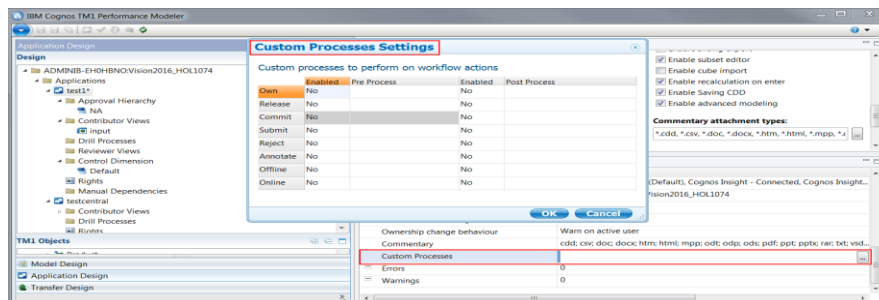 IBM Cognos TM1 Performance Modeler
Application Design
Design
ADMINIB-EH0HBNO:Vision2016_HOL1074
Applications
test1*
Approval Hierarchy
NA
Contributor Views
input
Drill Processes
Reviewer Views
Control Dimension
Default
Rights
Manual Dependencies
testcentral
Contributor Views
Drill Processes
Rights
TM1 Objects
Model Design
Application Design
Transfer Design
Custom Processes Settings
Custom processes to perform on workflow actions
Enabled Pre Process Enabled Post Process
Own No No
Release No No
Commit No No
Submit No No
Reject No No
Annotate No No
Offline No No
Online No No
OK Cancel
Enable subset editor
Enable cube import
Enable recalculation on enter
Enable Saving CDD
Enable advanced modeling
Commentary attachment types:
*.cdd, *.csv, *.doc, *.docx, *.htm, *.html, *.mpp, *.
...
(Default), Cognos Insight - Connected, Cognos Insight...
ision2016_HOL1074
Ownership change behaviour Warn on active user
Commentary cdd; csv; doc; docx; htm; html; mpp; odt; odp; ods; pdf; ppt; pptx; rar; txt; vsd...
Custom Processes ...
Errors 0
Warnings 0